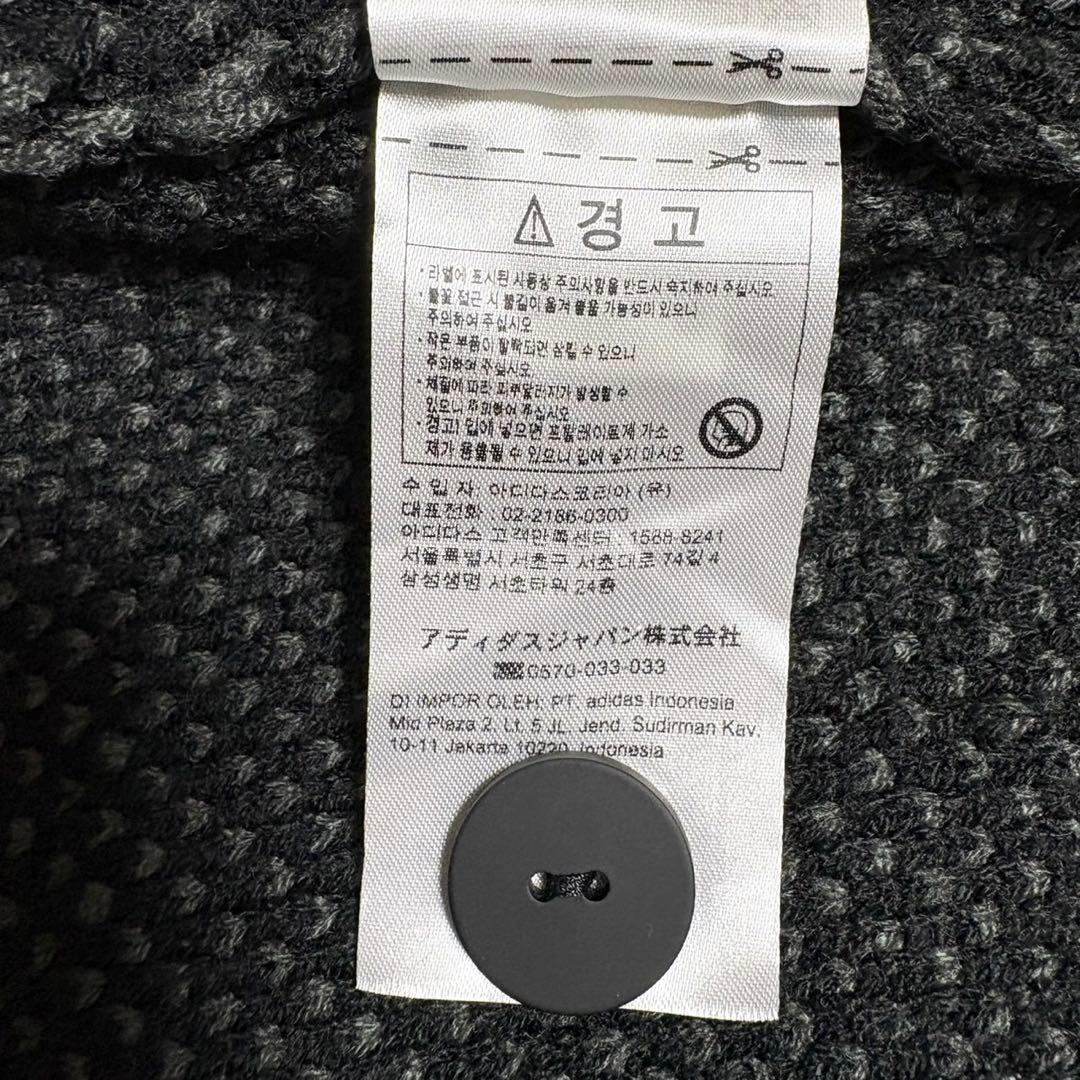 경 고
·라벨에 표시된 사용상 주의사항을 반드시 숙지하여 주십시오
·불꽃 접근 시 불길이 옮겨 붙을 가능성이 있으니
주의하여 주십시오
·작은 부품이 탈락되면 삼킬 수 있으니
주의하여 주십시오
·재질에 따라 피부알러지가 발생할 수
있으니 주의하여 주십시오
·경고! 입에 넣으면 프탈레이트계 가소
제가 용출될 수 있으니 입에 넣지 마시오
수 입 자: 아디다스코리아 (유)
대표전화 : 02-2186-0300
아디다스 고객만족센터 : 1588-8241
서울특별시 서초구 서초대로 74길 4
삼성생명 서초타워 24층
アディダスジャパン株式会社
0570-033-033
DI IMPOR OLEH: PT. adidas Indonesia
Mid Plaza 2, Lt. 5 JL. Jend. Sudirman Kav.
10-11 Jakarta 10220, Indonesia